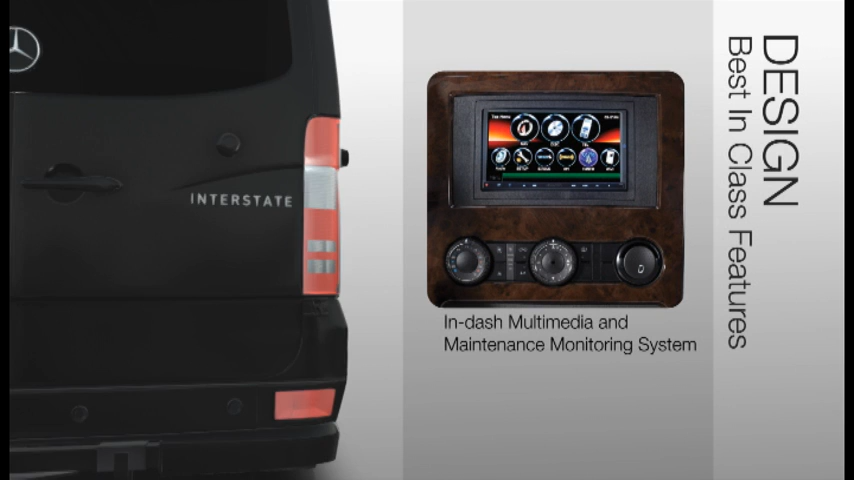 INTERSTATE
In-dash Multimedia and
Maintenance Monitoring System
DESIGN
Best In Class Features